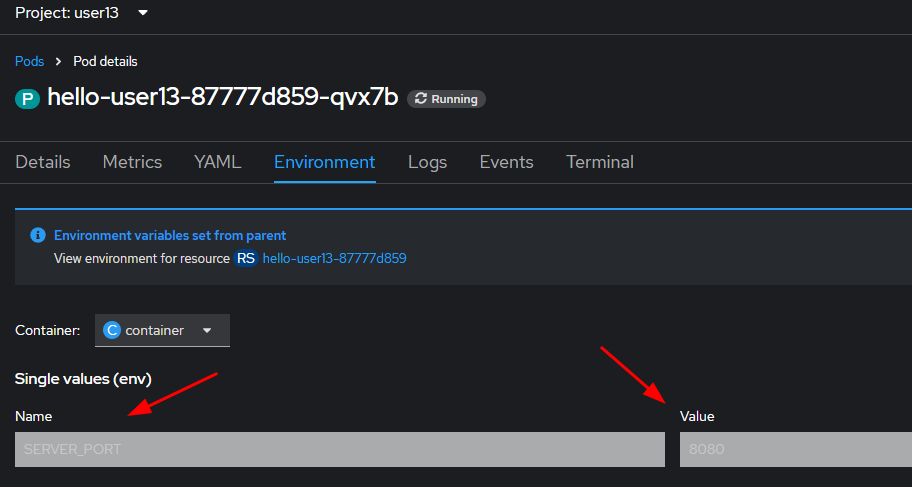 Project: user13
Pods > Pod details
P hello-user13-87777d859-qvx7b Running
Details Metrics YAML Environment Logs Events Terminal
Environment variables set from parent
View environment for resource RS hello-user13-87777d859
Container: C container
Single values (env)
Name Value
SERVER_PORT 8080